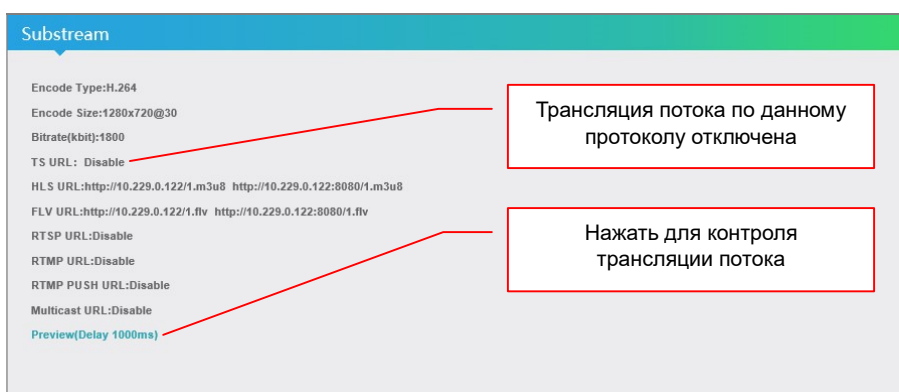 Substream
Encode Type:H.264
Encode Size:1280x720@30
Bitrate(kbit):1800
TS URL: Disable
HLS URL:http://10.229.0.122/1.m3u8 http://10.229.0.122:8080/1.m3u8
FLV URL:http://10.229.0.122/1.flv http://10.229.0.122:8080/1.flv
RTSP URL:Disable
RTMP URL:Disable
RTMP PUSH URL:Disable
Multicast URL:Disable
Preview(Delay 1000ms)
Трансляция потока по данному
протоколу отключена
Нажать для контроля
трансляции потока